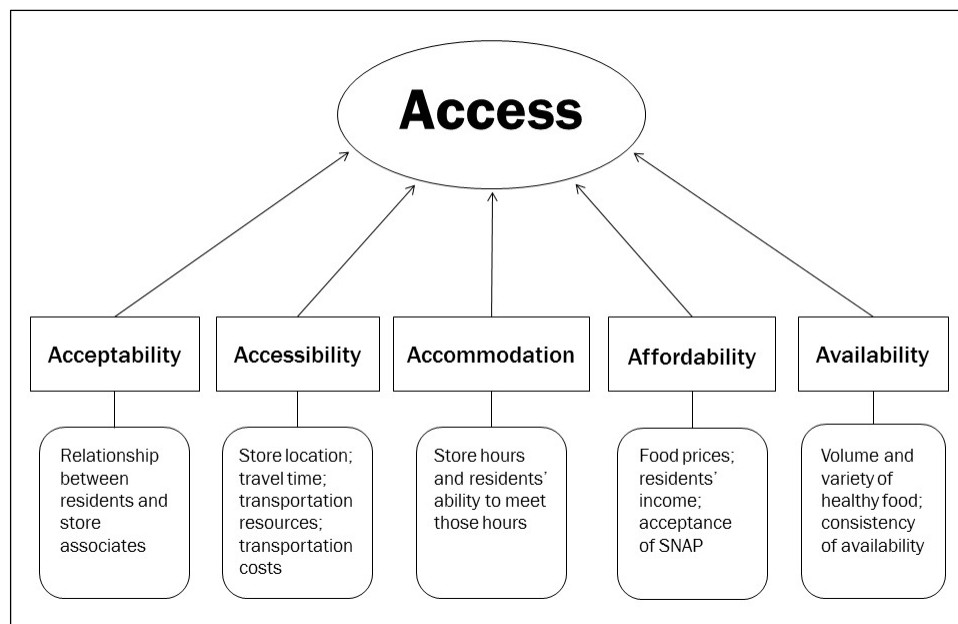 Access
Acceptability
Accessibility
Accommodation
Affordability
Availability
Relationship
between
residents and
store
associates
Store location;
travel time;
transportation
resources;
transportation
costs
Store hours
and residents’
ability to meet
those hours
Food prices;
residents’
income;
acceptance
of SNAP
Volume and
variety of
healthy food;
consistency
of availability